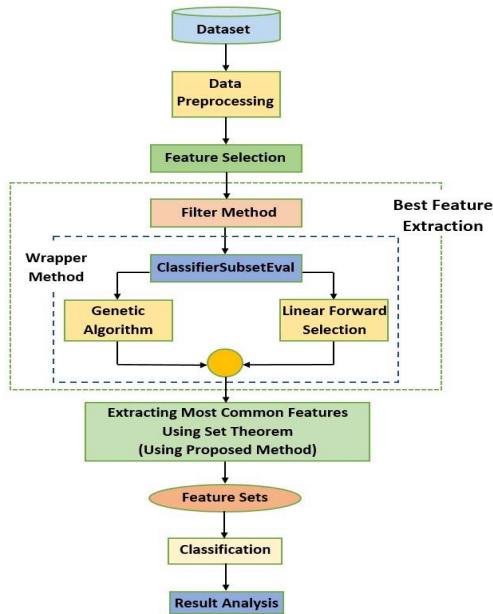 Dataset
Data
Preprocessing
Feature Selection
Filter Method
Best Feature
Extraction
Wrapper
Method
ClassifierSubsetEval
Genetic
Algorithm
Linear Forward
Selection
Extracting Most Common Features
Using Set Theorem
(Using Proposed Method)
Feature Sets
Classification
Result Analysis